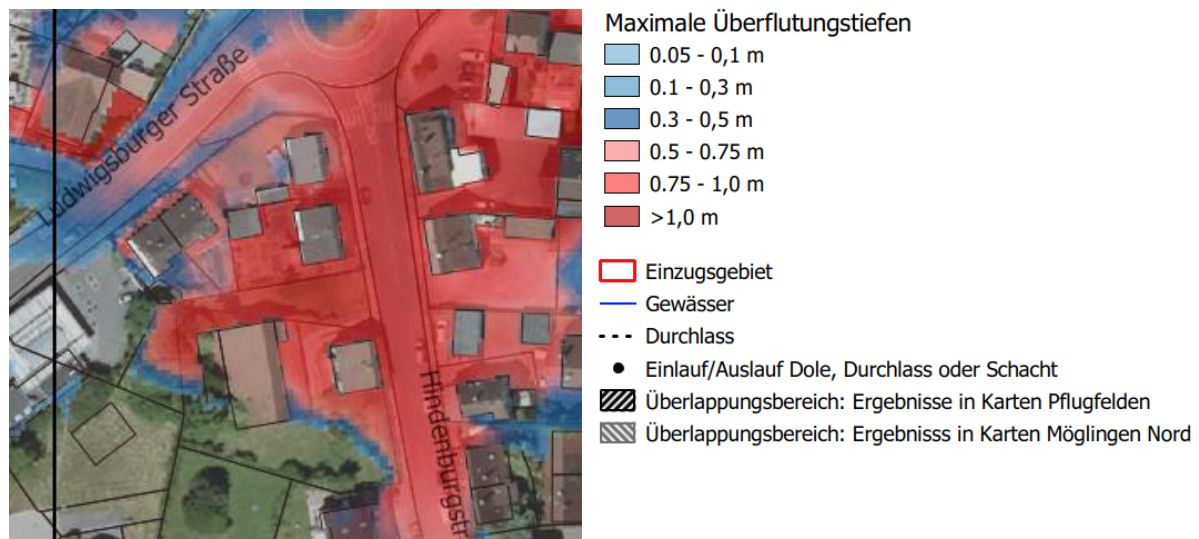 Ludwigsburger Straße
Hindenburgstr
Maximale Überflutungstiefen
0.05 - 0,1 m
0.1 - 0,3 m
0.3 - 0,5 m
0.5 - 0.75 m
0.75 - 1,0 m
>1,0 m
Einzugsgebiet
Gewässer
Durchlass
Einlauf/Auslauf Dole, Durchlass oder Schacht
Überlappungsbereich: Ergebnisse in Karten Pflugfelden
Überlappungsbereich: Ergebnisss in Karten Möglingen Nord